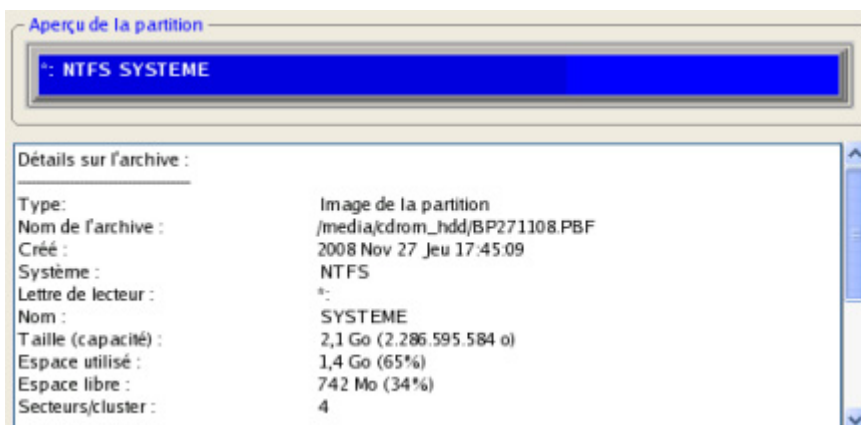 Aperçu de la partition
*: NTFS SYSTEME
Détails sur l'archive :
Type: Image de la partition
Nom de l'archive : /media/cdrom_hdd/BP271108.PBF
Créé : 2008 Nov 27 Jeu 17:45:09
Système : NTFS
Lettre de lecteur : *:
Nom : SYSTEME
Taille (capacité) : 2,1 Go (2.286.595.584 o)
Espace utilisé : 1,4 Go (65%)
Espace libre : 742 Mo (34%)
Secteurs/cluster : 4